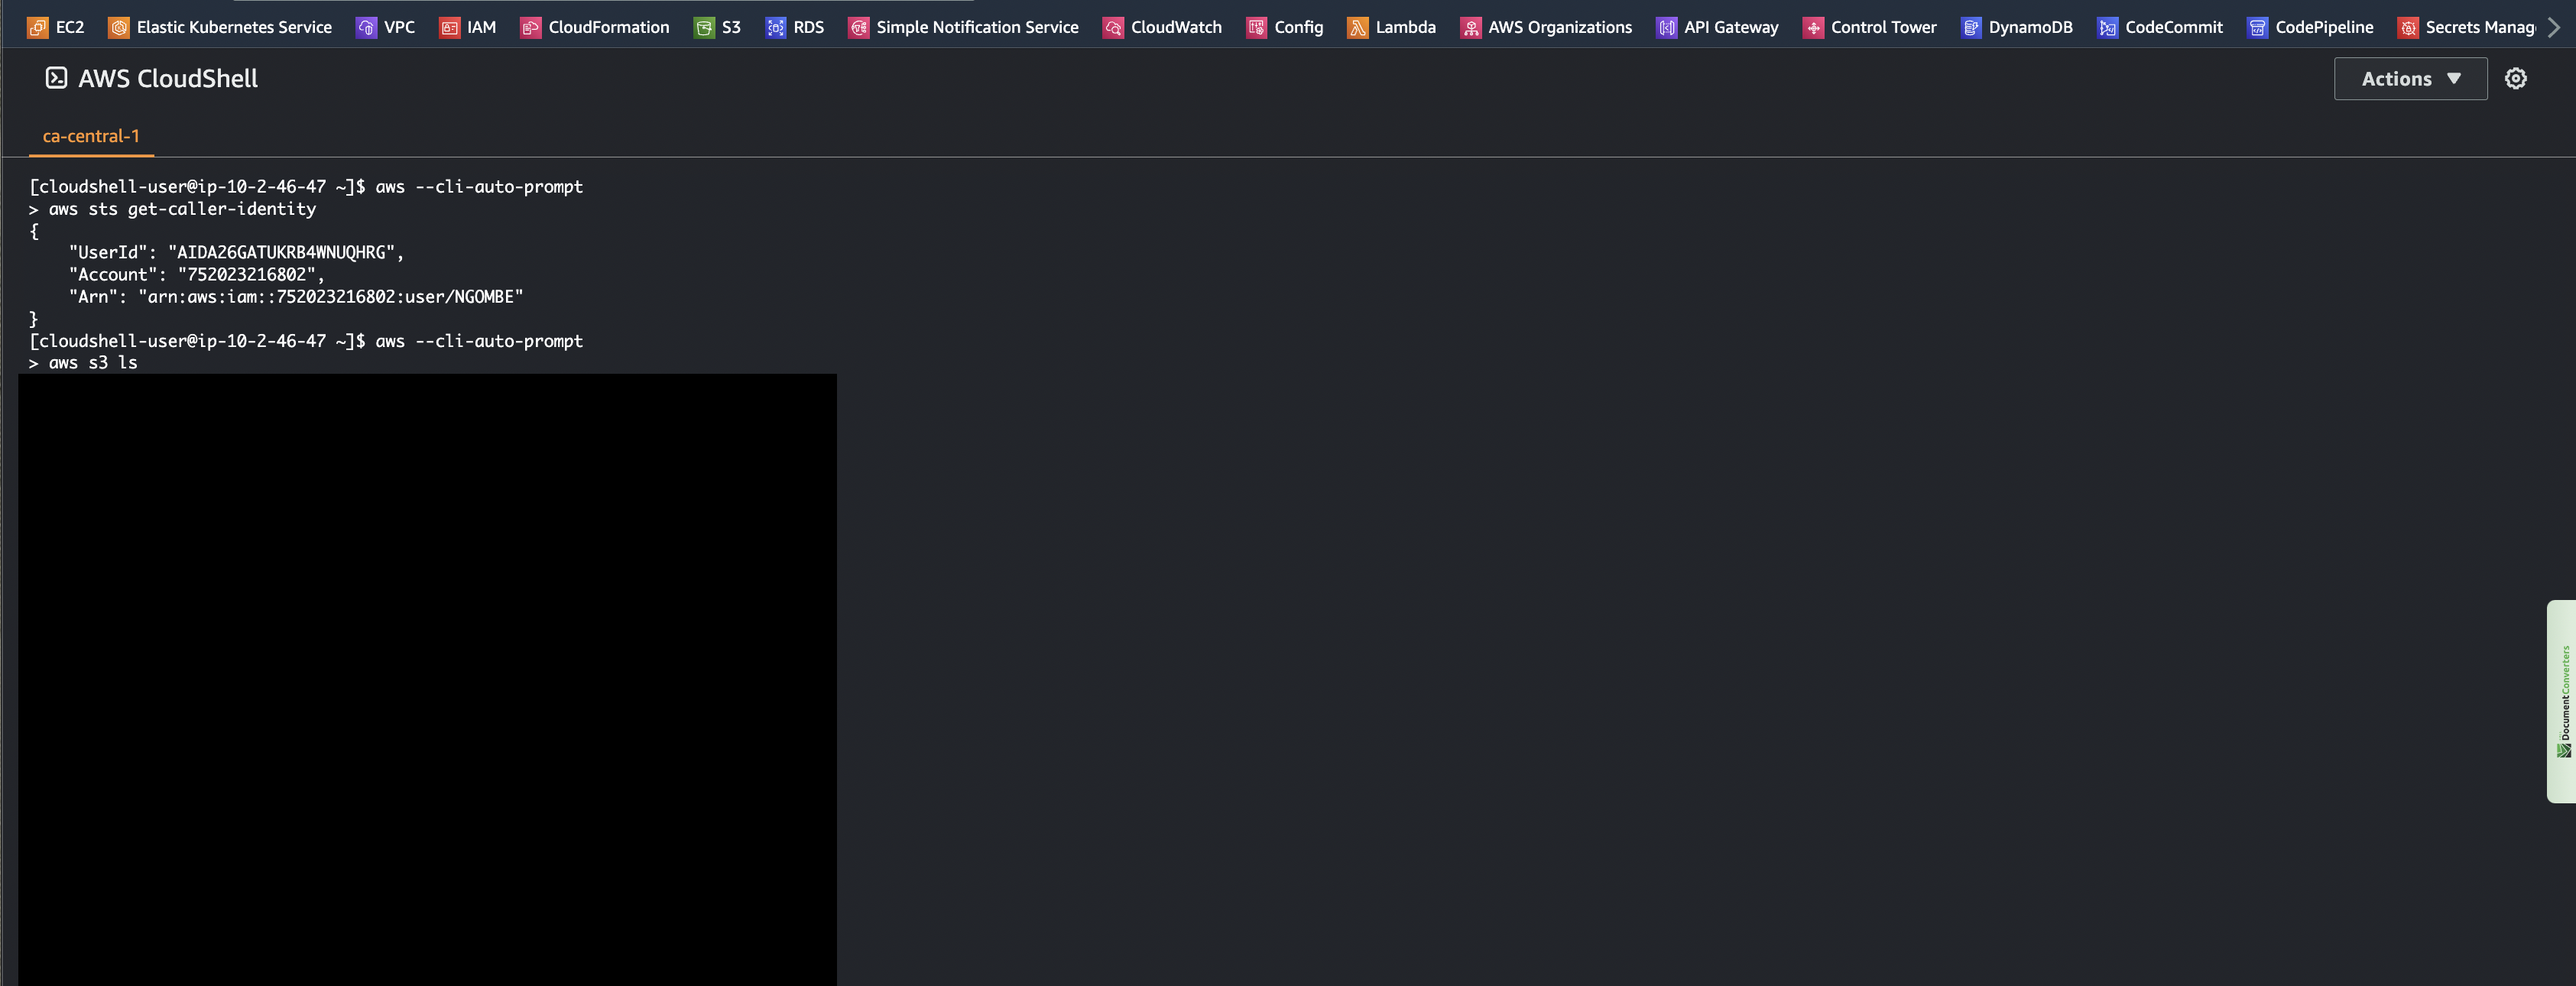 EC2 Elastic Kubernetes Service VPC IAM CloudFormation S3 RDS Simple Notification Service CloudWatch Config Lambda AWS Organizations API Gateway Control Tower DynamoDB CodeCommit CodePipeline Secrets Manag
AWS CloudShell
Actions
ca-central-1
[cloudshell-user@ip-10-2-46-47 ~]$ aws --cli-auto-prompt
> aws sts get-caller-identity
{
    "UserId": "AIDA26GATUKRB4WNUQHRG",
    "Account": "752023216802",
    "Arn": "arn:aws:iam::752023216802:user/NGOMBE"
}
[cloudshell-user@ip-10-2-46-47 ~]$ aws --cli-auto-prompt
> aws s3 ls
DocumentConverters